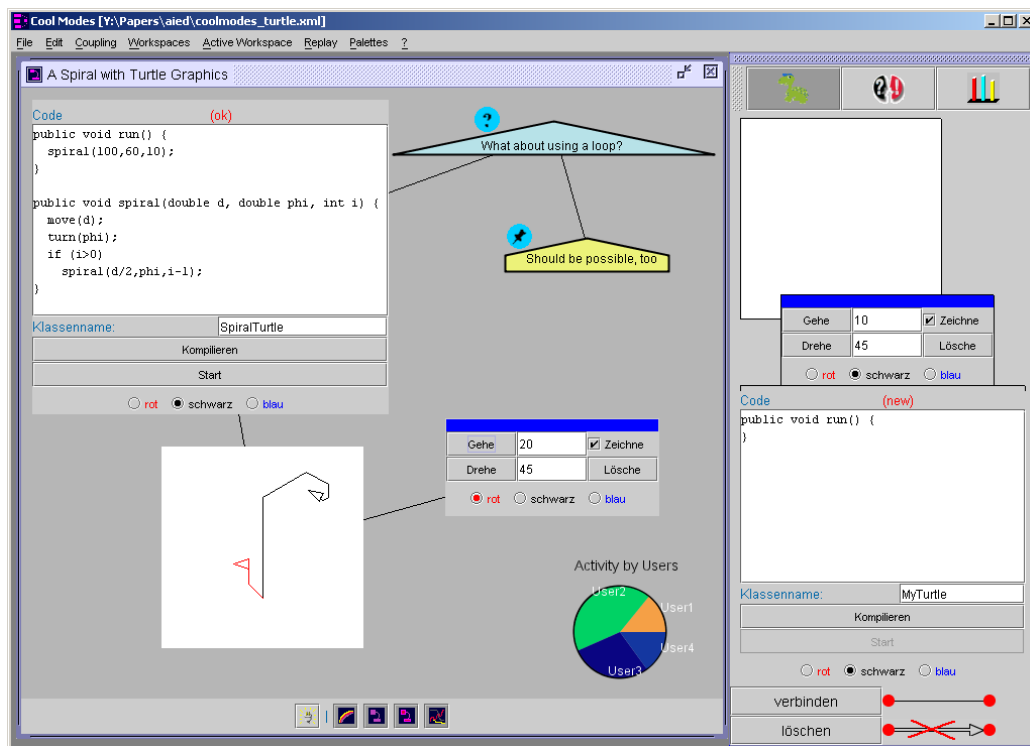 Cool Modes [Y:\Papers\aied\coolmodes_turtle.xml]
File Edit Coupling Workspaces Active Workspace Replay Palettes ?
A Spiral with Turtle Graphics
Code (ok)
public void run() {
  spiral(100,60,10);
}
public void spiral(double d, double phi, int i) {
  move(d);
  turn(phi);
  if (i>0)
    spiral(d/2,phi,i-1);
}
Klassenname: SpiralTurtle
Kompilieren
Start
rot schwarz blau
?
What about using a loop?
Should be possible, too
Gehe 20 Zeichne
Drehe 45 Lösche
rot schwarz blau
Activity by Users
User2
User1
User4
User3
Gehe 10 Zeichne
Drehe 45 Lösche
rot schwarz blau
Code (new)
public void run() {
}
Klassenname: MyTurtle
Kompilieren
Start
rot schwarz blau
verbinden
löschen